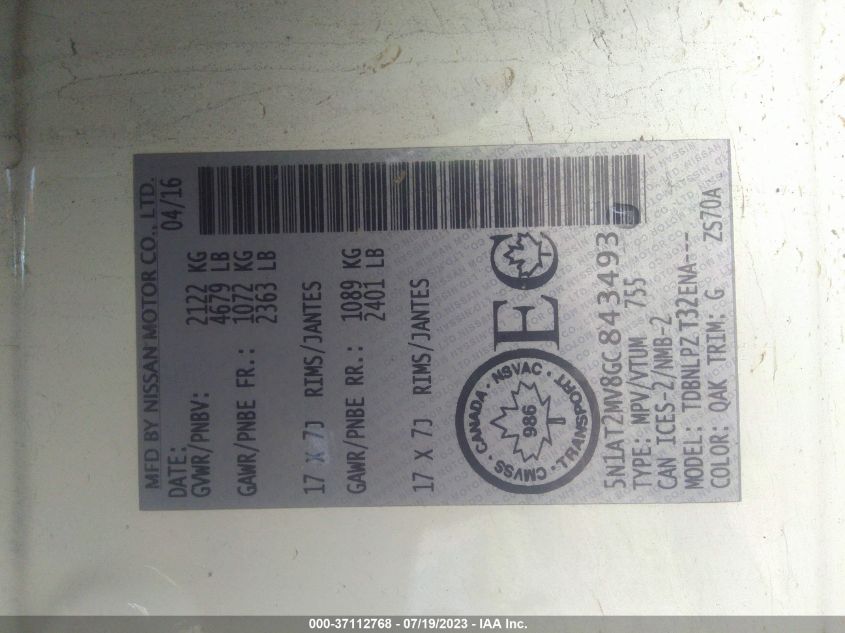 MFD BY NISSAN MOTOR CO., LTD.
DATE: 04/16
GVWR/PNBV: 2122 KG
4679 LB
GAWR/PNBE FR.: 1072 KG
2363 LB
17 X 7J RIMS/JANTES
GAWR/PNBE RR.: 1089 KG
2401 LB
17 X 7J RIMS/JANTES
CANADA · NSVAC · TRANSPORT · CMVSS ·
986
EC
5N1AT2MV8GC843493
TYPE: MPV/VTUM 755
CAN ICES-2/NMB-2
MODEL: TDBNLPZ T32ENA---
COLOR: QAK TRIM: G ZS70A
000-37112768 - 07/19/2023 - IAA Inc.